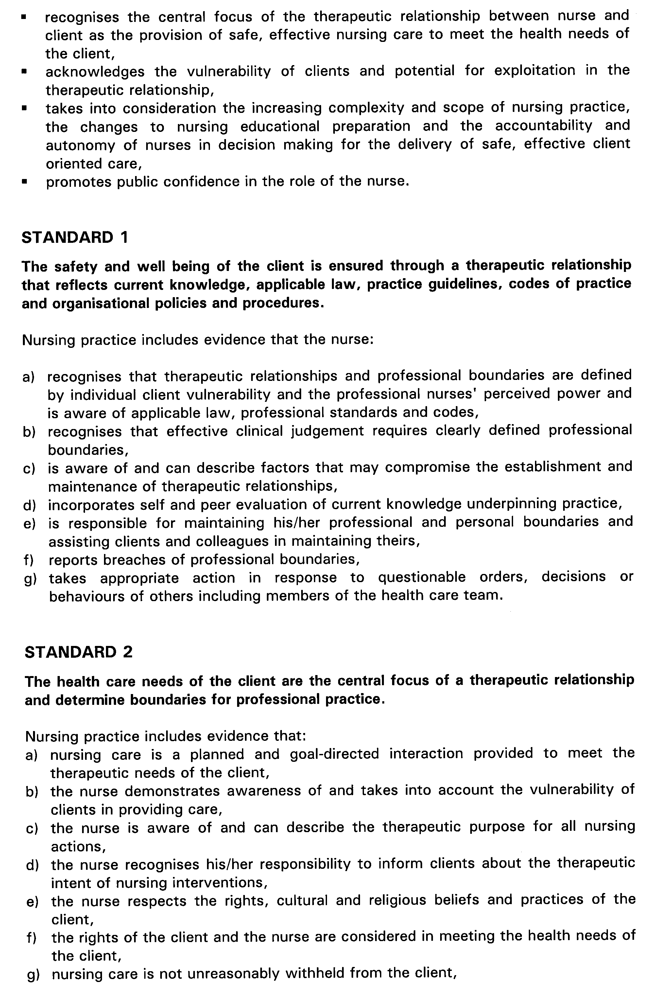 ▪ recognises the central focus of the therapeutic relationship between nurse and
client as the provision of safe, effective nursing care to meet the health needs of
the client,
▪ acknowledges the vulnerability of clients and potential for exploitation in the
therapeutic relationship,
▪ takes into consideration the increasing complexity and scope of nursing practice,
the changes to nursing educational preparation and the accountability and
autonomy of nurses in decision making for the delivery of safe, effective client
oriented care,
▪ promotes public confidence in the role of the nurse.
STANDARD 1
The safety and well being of the client is ensured through a therapeutic relationship
that reflects current knowledge, applicable law, practice guidelines, codes of practice
and organisational policies and procedures.
Nursing practice includes evidence that the nurse:
a) recognises that therapeutic relationships and professional boundaries are defined
by individual client vulnerability and the professional nurses' perceived power and
is aware of applicable law, professional standards and codes,
b) recognises that effective clinical judgement requires clearly defined professional
boundaries,
c) is aware of and can describe factors that may compromise the establishment and
maintenance of therapeutic relationships,
d) incorporates self and peer evaluation of current knowledge underpinning practice,
e) is responsible for maintaining his/her professional and personal boundaries and
assisting clients and colleagues in maintaining theirs,
f) reports breaches of professional boundaries,
g) takes appropriate action in response to questionable orders, decisions or
behaviours of others including members of the health care team.
STANDARD 2
The health care needs of the client are the central focus of a therapeutic relationship
and determine boundaries for professional practice.
Nursing practice includes evidence that:
a) nursing care is a planned and goal-directed interaction provided to meet the
therapeutic needs of the client,
b) the nurse demonstrates awareness of and takes into account the vulnerability of
clients in providing care,
c) the nurse is aware of and can describe the therapeutic purpose for all nursing
actions,
d) the nurse recognises his/her responsibility to inform clients about the therapeutic
intent of nursing interventions,
e) the nurse respects the rights, cultural and religious beliefs and practices of the
client,
f) the rights of the client and the nurse are considered in meeting the health needs of
the client,
g) nursing care is not unreasonably withheld from the client,